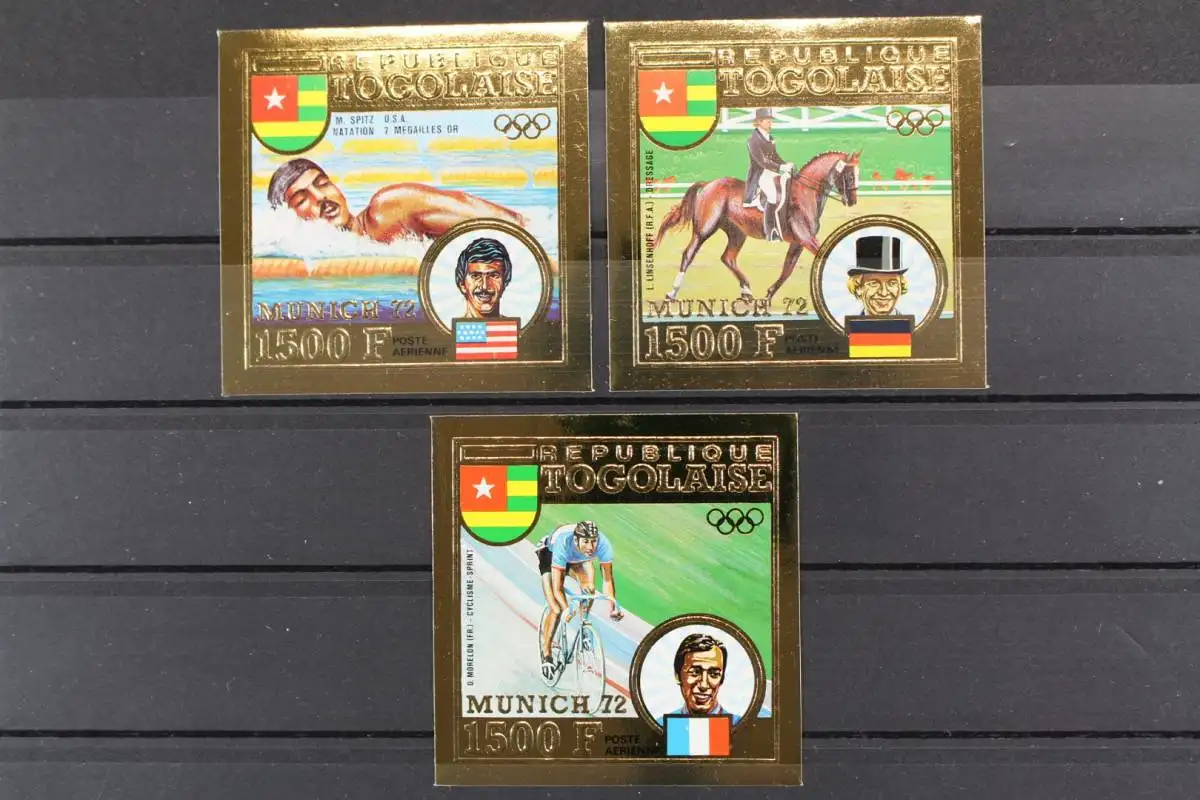 REPUBLIQUE
TOGOLAISE
M. SPITZ U.S.A.
NATATION 7 MEGAILLES OR
MUNICH 72
1500 F
POSTE
AERIENNE
REPUBLIQUE
TOGOLAISE
L. LINSENHOFF (R.F.A.) DRESSAGE
MUNICH 72
1500 F
POSTE
AERIENNE
REPUBLIQUE
TOGOLAISE
D. MORELON (FR.) - CYCLISME-SPRINT
MUNICH 72
1500 F
POSTE
AERIENNE